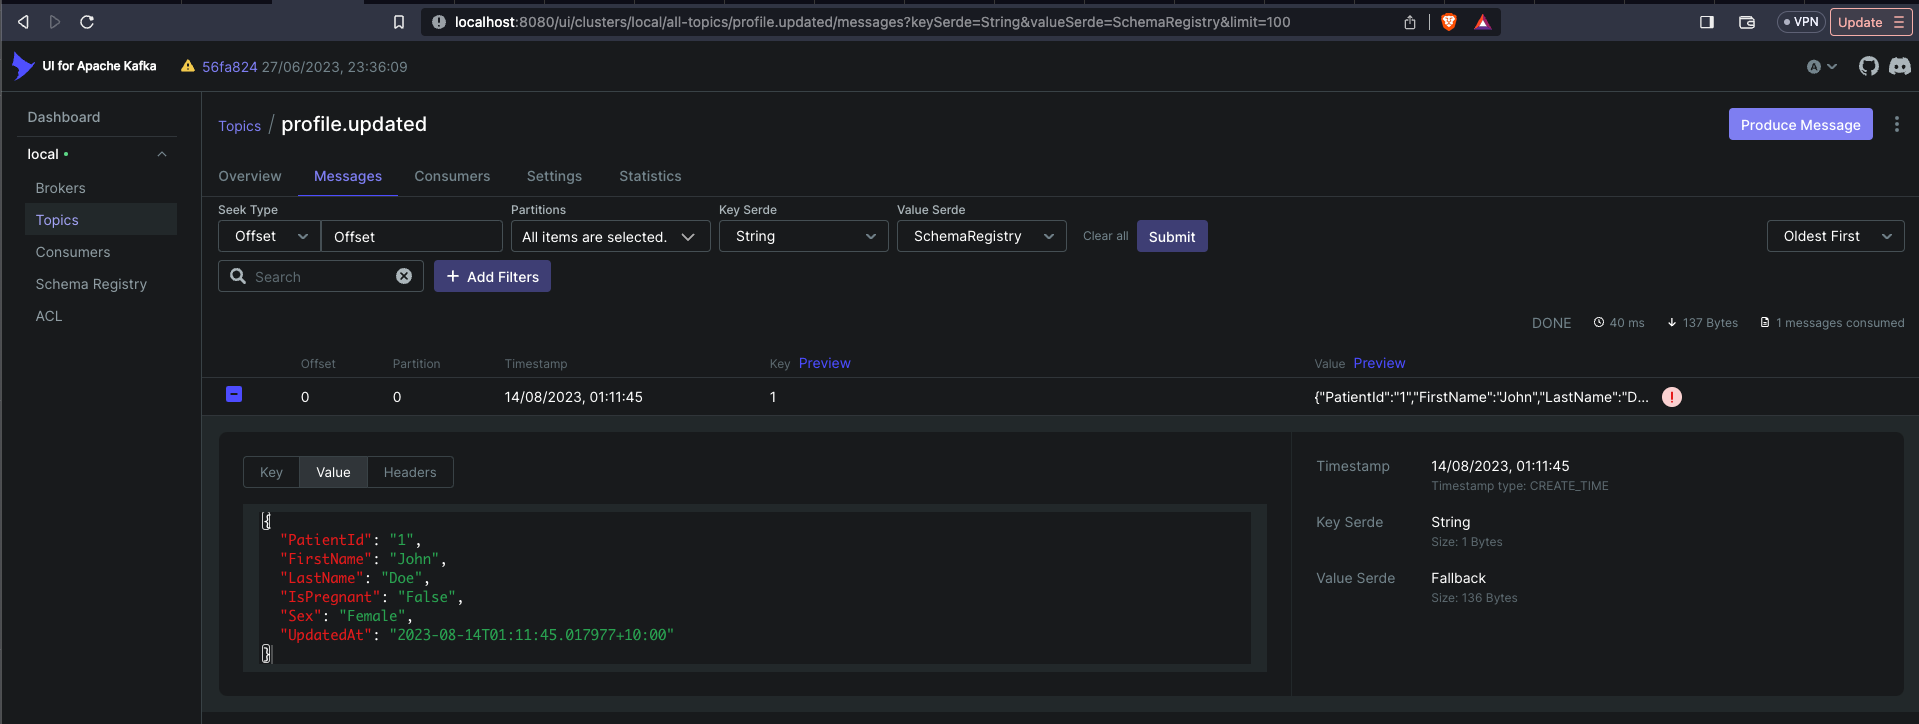 localhost:8080/ui/clusters/local/all-topics/profile.updated/messages?keySerde=String&valueSerde=SchemaRegistry&limit=100
VPN
Update
UI for Apache Kafka
56fa824 27/06/2023, 23:36:09
A
Dashboard
local
Brokers
Topics
Consumers
Schema Registry
ACL
Topics / profile.updated
Produce Message
Overview Messages Consumers Settings Statistics
Seek Type Partitions Key Serde Value Serde
Offset Offset All items are selected. String SchemaRegistry Clear all Submit Oldest First
Search + Add Filters
DONE 40 ms 137 Bytes 1 messages consumed
Offset Partition Timestamp Key Preview Value Preview
0 0 14/08/2023, 01:11:45 1 {"PatientId":"1","FirstName":"John","LastName":"D... !
Key Value Headers
{
"PatientId": "1",
"FirstName": "John",
"LastName": "Doe",
"IsPregnant": "False",
"Sex": "Female",
"UpdatedAt": "2023-08-14T01:11:45.017977+10:00"
}
Timestamp 14/08/2023, 01:11:45
Timestamp type: CREATE_TIME
Key Serde String
Size: 1 Bytes
Value Serde Fallback
Size: 136 Bytes